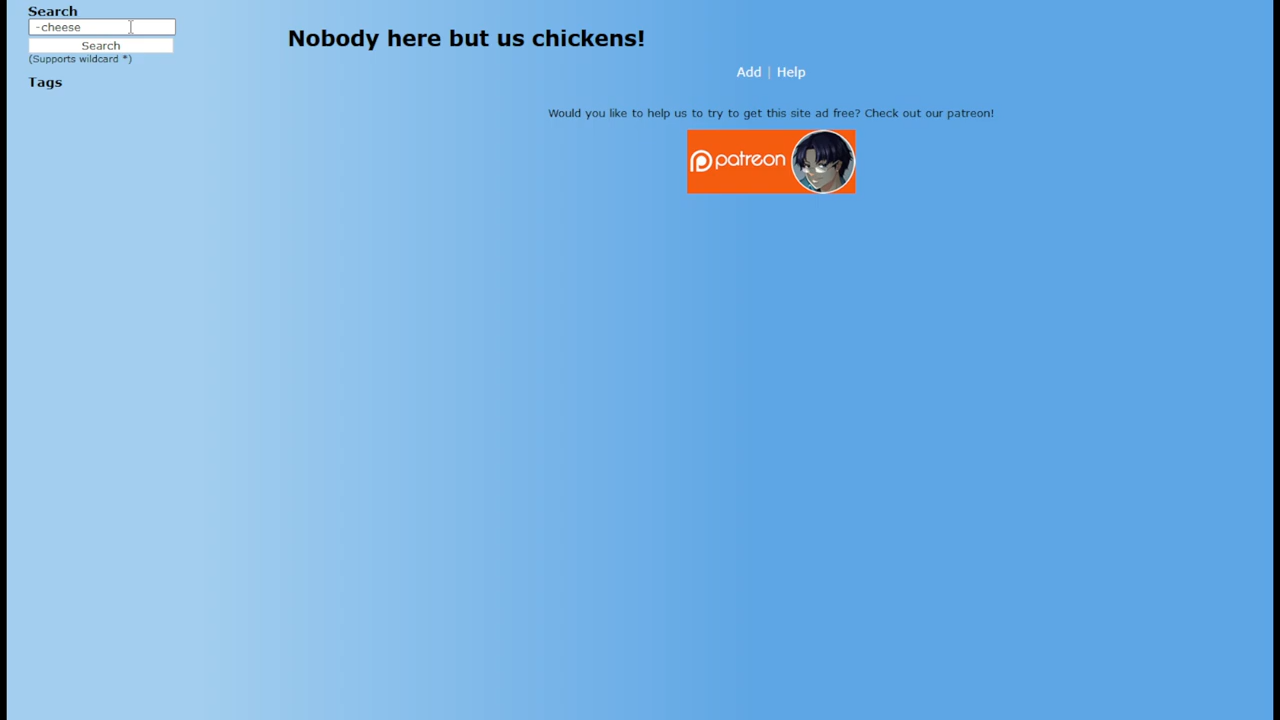 Search
-cheese
Search
(Supports wildcard *)
Tags
Nobody here but us chickens!
Add | Help
Would you like to help us to try to get this site ad free? Check out our patreon!
patreon